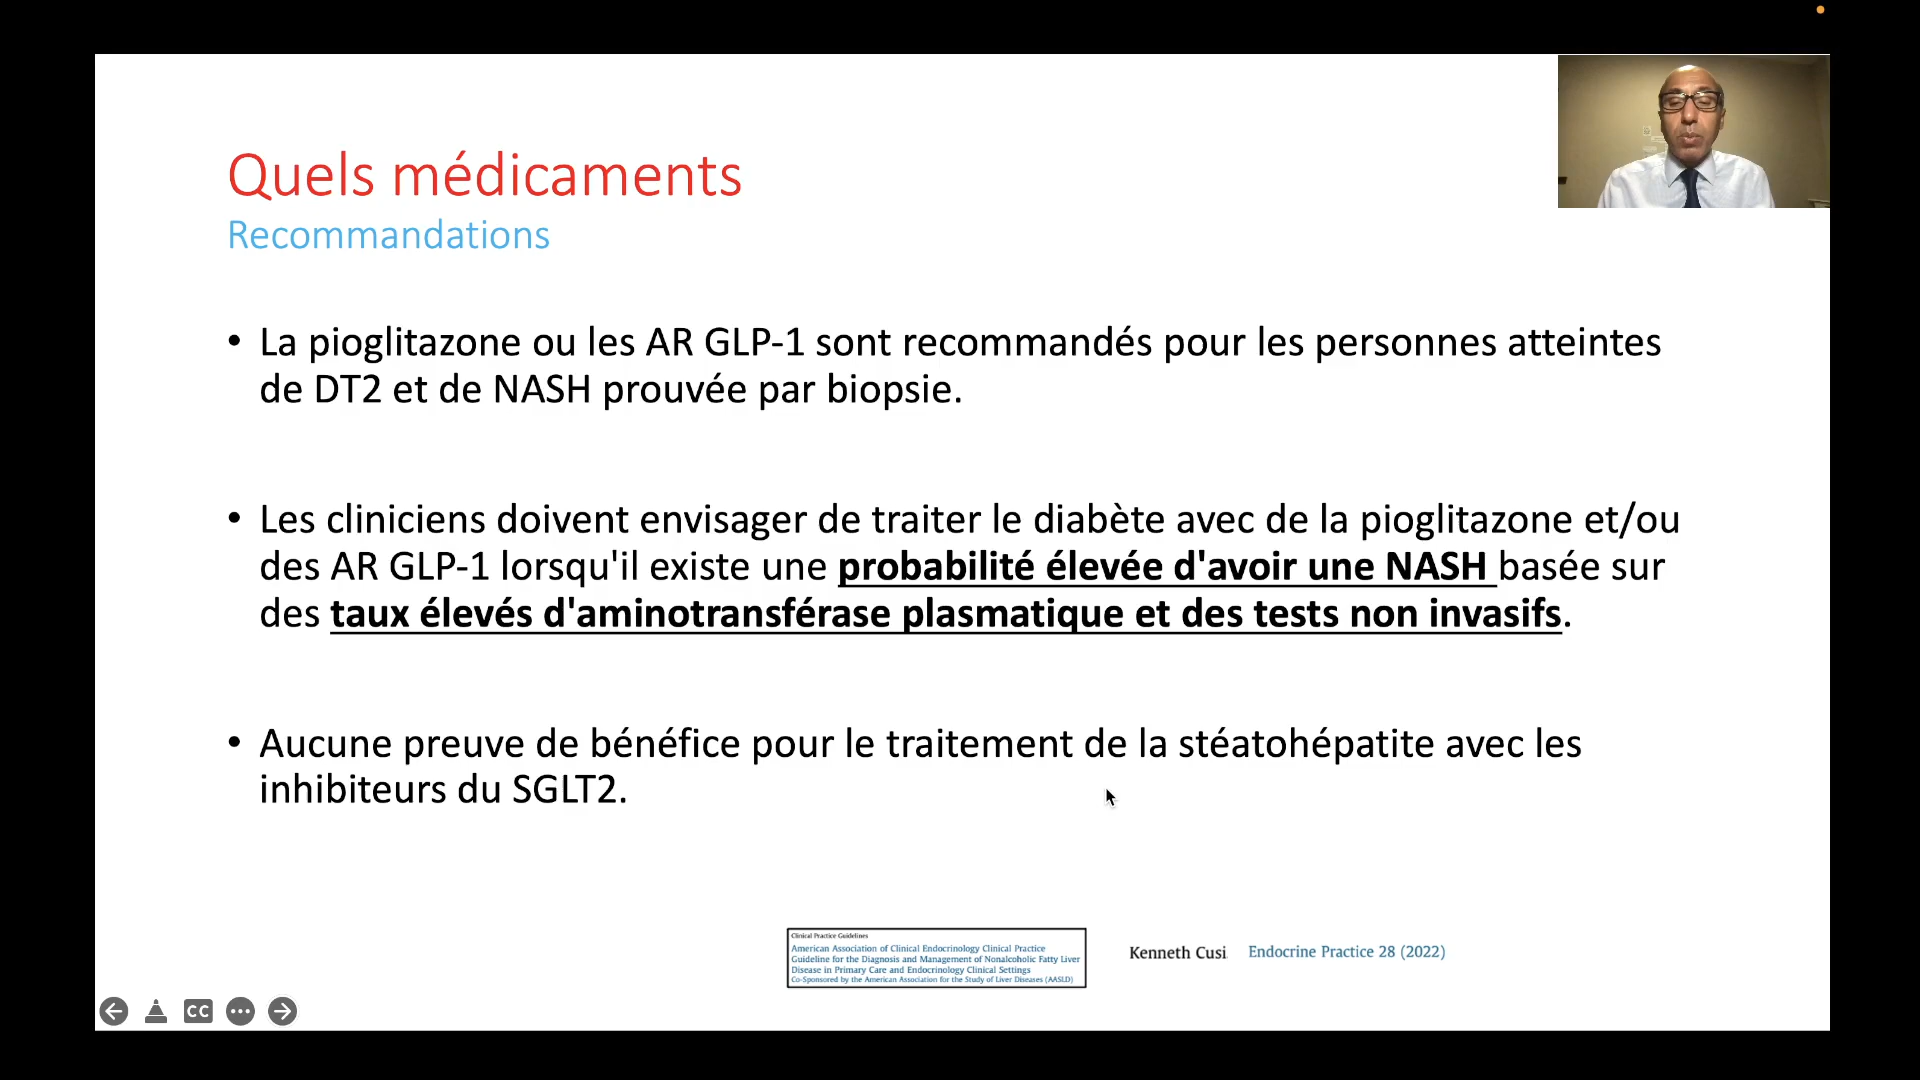 Quels médicaments
Recommandations
• La pioglitazone ou les AR GLP-1 sont recommandés pour les personnes atteintes
de DT2 et de NASH prouvée par biopsie.
• Les cliniciens doivent envisager de traiter le diabète avec de la pioglitazone et/ou
des AR GLP-1 lorsqu'il existe une probabilité élevée d'avoir une NASH basée sur
des taux élevés d'aminotransférase plasmatique et des tests non invasifs.
• Aucune preuve de bénéfice pour le traitement de la stéatohépatite avec les
inhibiteurs du SGLT2.
Clinical Practice Guidelines
American Association of Clinical Endocrinology Clinical Practice
Guideline for the Diagnosis and Management of Nonalcoholic Fatty Liver
Disease in Primary Care and Endocrinology Clinical Settings
Co-Sponsored by the American Association for the Study of Liver Diseases (AASLD)
Kenneth Cusi Endocrine Practice 28 (2022)
CC